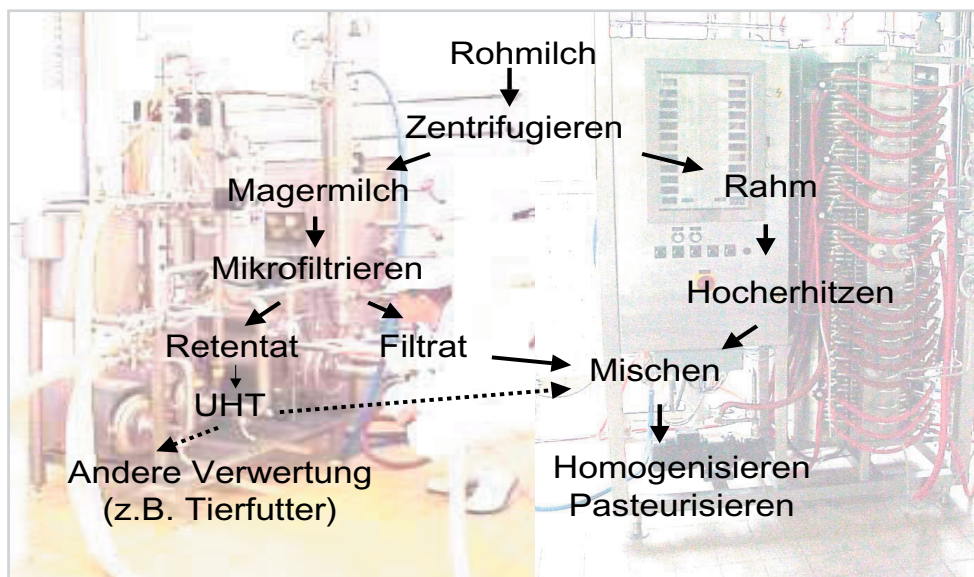 Rohmilch
Zentrifugieren
Magermilch
Rahm
Mikrofiltrieren
Hocherhitzen
Retentat
Filtrat
Mischen
UHT
Andere Verwertung
(z.B. Tierfutter)
Homogenisieren
Pasteurisieren